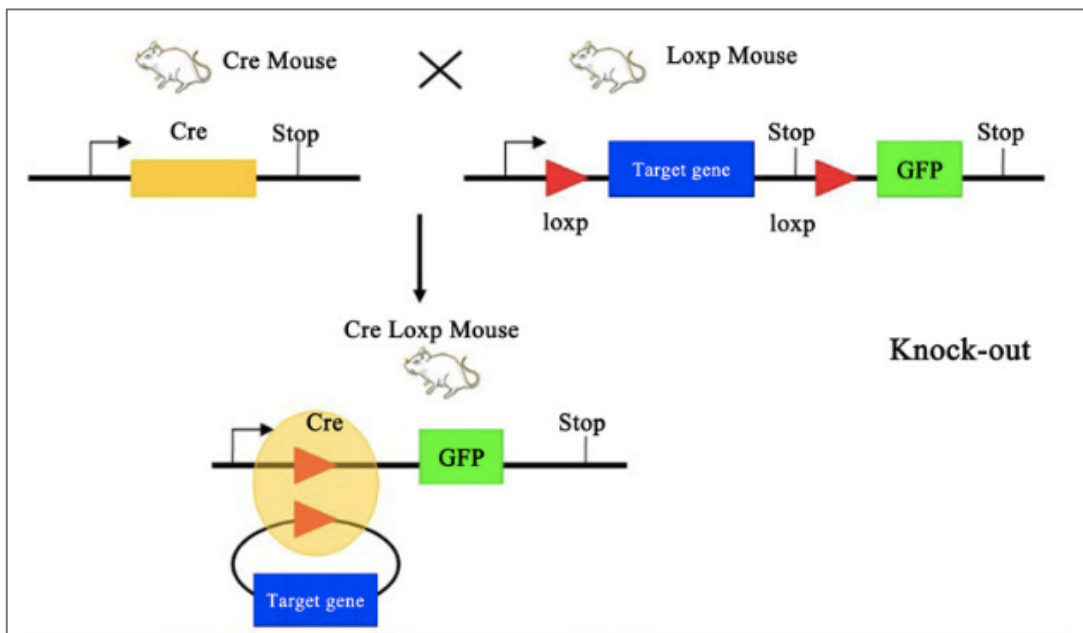 Cre Mouse
Loxp Mouse
Cre
Stop
Target gene
Stop
GFP
Stop
loxp
loxp
Cre Loxp Mouse
Knock-out
Cre
GFP
Stop
Target gene